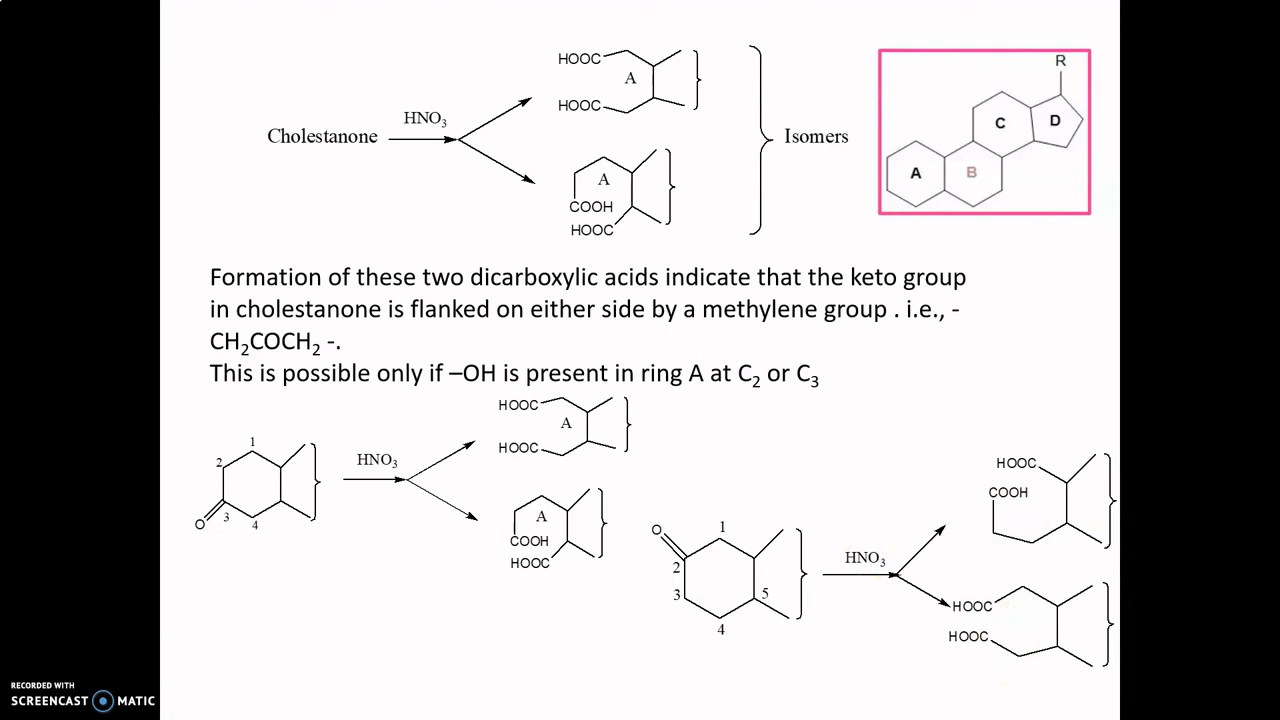 HOOC
A
HOOC
Cholestanone
HNO3
A
COOH
HOOC
Isomers
R
C
D
A
B
Formation of these two dicarboxylic acids indicate that the keto group
in cholestanone is flanked on either side by a methylene group . i.e., -
CH2COCH2 -.
This is possible only if –OH is present in ring A at C2 or C3
1
2
3
4
O
HNO3
HOOC
A
HOOC
A
COOH
HOOC
O
1
2
3
5
4
HNO3
HOOC
COOH
HOOC
HOOC
RECORDED WITH
SCREENCAST MATIC